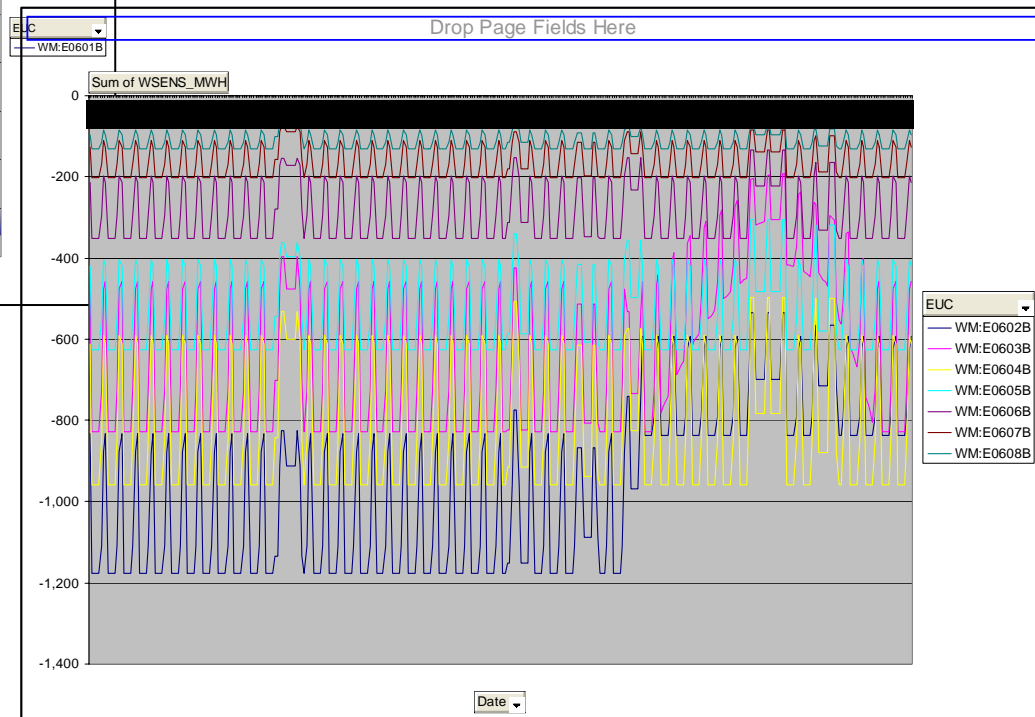 EUC
WM:E0601B
Drop Page Fields Here
Sum of WSENS_MWH
0
-200
-400
-600
-800
-1,000
-1,200
-1,400
EUC
WM:E0602B
WM:E0603B
WM:E0604B
WM:E0605B
WM:E0606B
WM:E0607B
WM:E0608B
Date